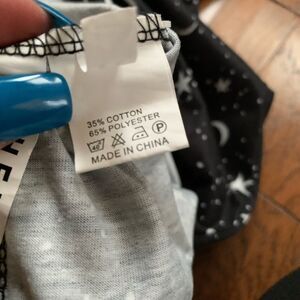 35% COTTON
65% POLYESTER
MADE IN CHINA